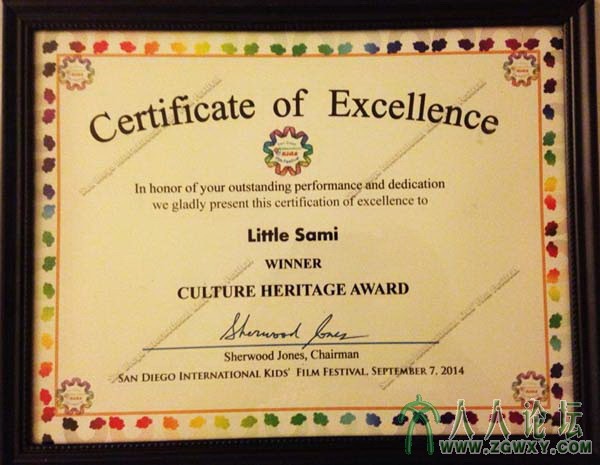 Certificate of Excellence
KIDS
In honor of your outstanding performance and dedication
we gladly present this certification of excellence to
Little Sami
WINNER
CULTURE HERITAGE AWARD
Sherwood Jones
Sherwood Jones, Chairman
SAN DIEGO INTERNATIONAL KIDS' FILM FESTIVAL, SEPTEMBER 7, 2014
人人论坛
WWW.ZGWXY.COM